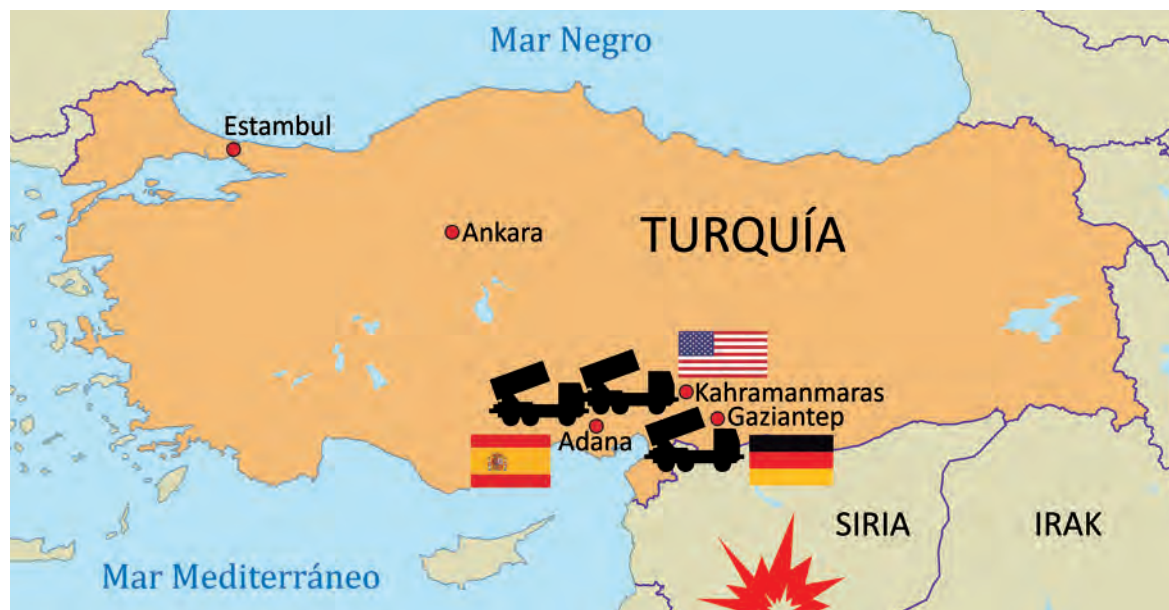 Mar Negro
Estambul
Ankara
TURQUÍA
Kahramanmaras
Gaziantep
Adana
SIRIA
IRAK
Mar Mediterráneo